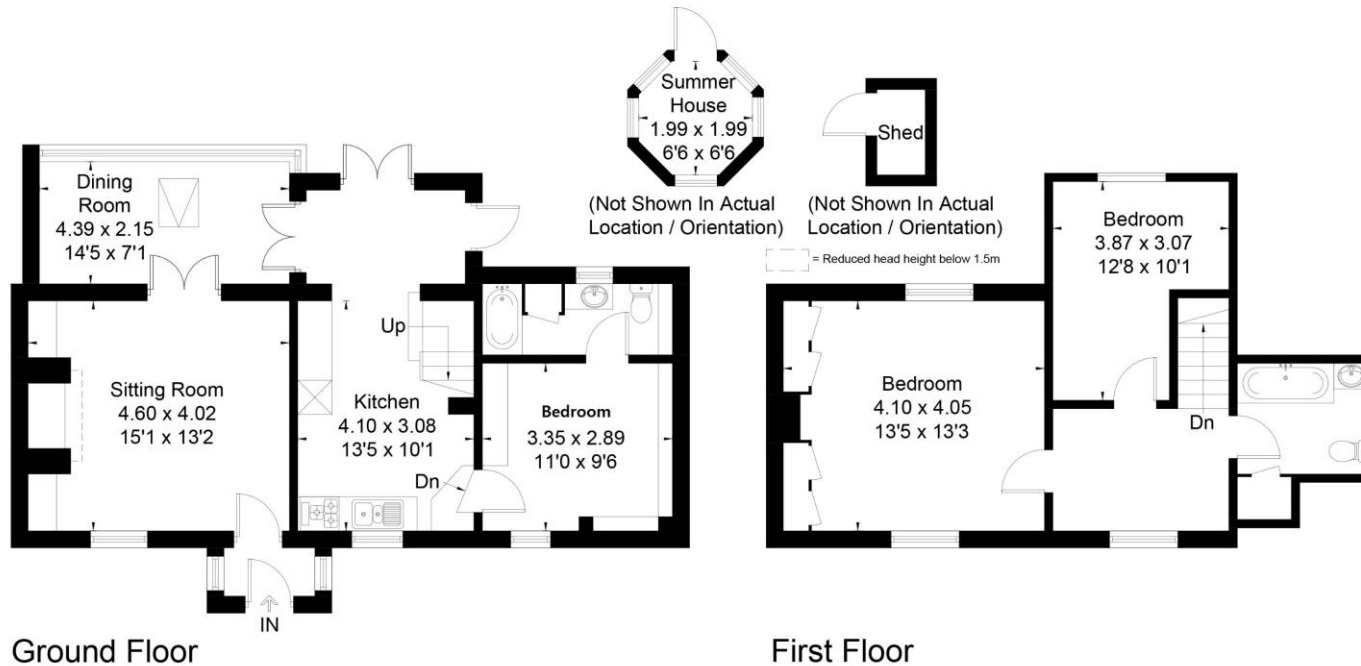 Summer
House
1.99 x 1.99
6'6 x 6'6
(Not Shown In Actual
Location / Orientation)
Shed
(Not Shown In Actual
Location / Orientation)
= Reduced head height below 1.5m
Dining
Room
4.39 x 2.15
14'5 x 7'1
Up
Sitting Room
4.60 x 4.02
15'1 x 13'2
Kitchen
4.10 x 3.08
13'5 x 10'1
Dn
Bedroom
3.35 x 2.89
11'0 x 9'6
IN
Ground Floor
Bedroom
3.87 x 3.07
12'8 x 10'1
Bedroom
4.10 x 4.05
13'5 x 13'3
Dn
First Floor